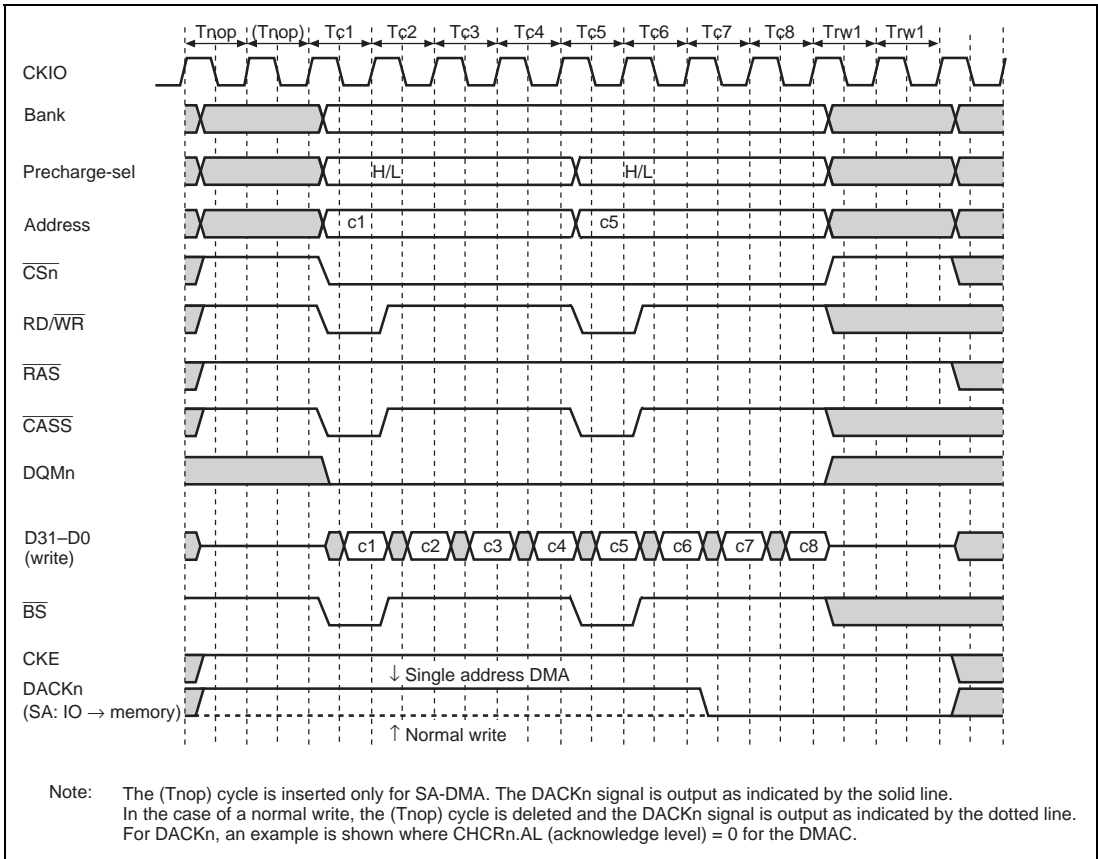 Tnop (Tnop) Tc1 Tc2 Tc3 Tc4 Tc5 Tc6 Tc7 Tc8 Trw1 Trw1
CKIO
Bank
Precharge-sel H/L H/L
Address c1 c5
CSn
RD/WR
RAS
CASS
DQMn
D31–D0
(write)
c1 c2 c3 c4 c5 c6 c7 c8
BS
CKE
↓ Single address DMA
DACKn
(SA: IO → memory)
↑ Normal write
Note: The (Tnop) cycle is inserted only for SA-DMA. The DACKn signal is output as indicated by the solid line.
In the case of a normal write, the (Tnop) cycle is deleted and the DACKn signal is output as indicated by the dotted line.
For DACKn, an example is shown where CHCRn.AL (acknowledge level) = 0 for the DMAC.